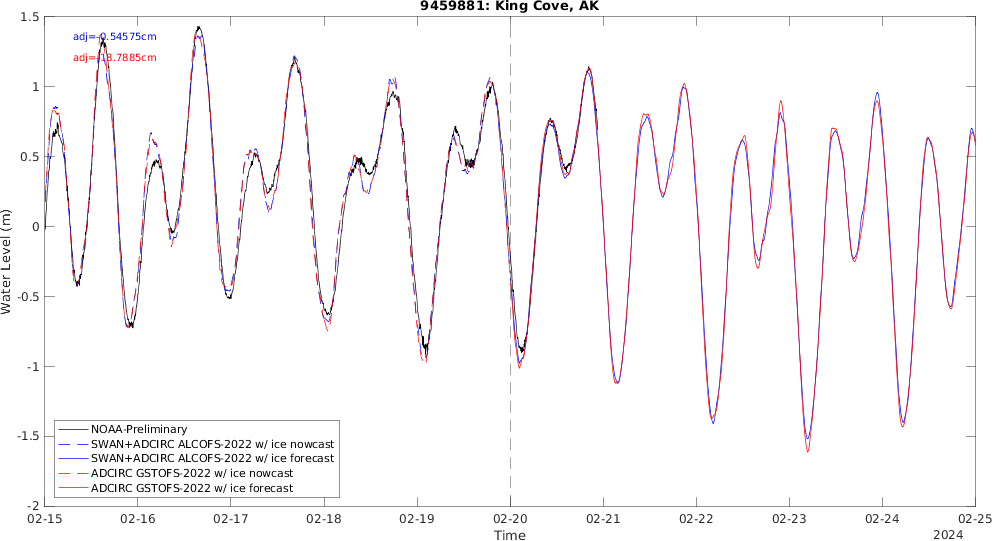 9459881: King Cove, AK
1.5
1
0.5
0
-0.5
-1
-1.5
-2
Water Level (m)
adj=-0.54575cm
adj=-18.7885cm
NOAA-Preliminary
SWAN+ADCIRC ALCOFS-2022 w/ ice nowcast
SWAN+ADCIRC ALCOFS-2022 w/ ice forecast
ADCIRC GSTOFS-2022 w/ ice nowcast
ADCIRC GSTOFS-2022 w/ ice forecast
02-15 02-16 02-17 02-18 02-19 02-20 02-21 02-22 02-23 02-24 02-25
Time
2024